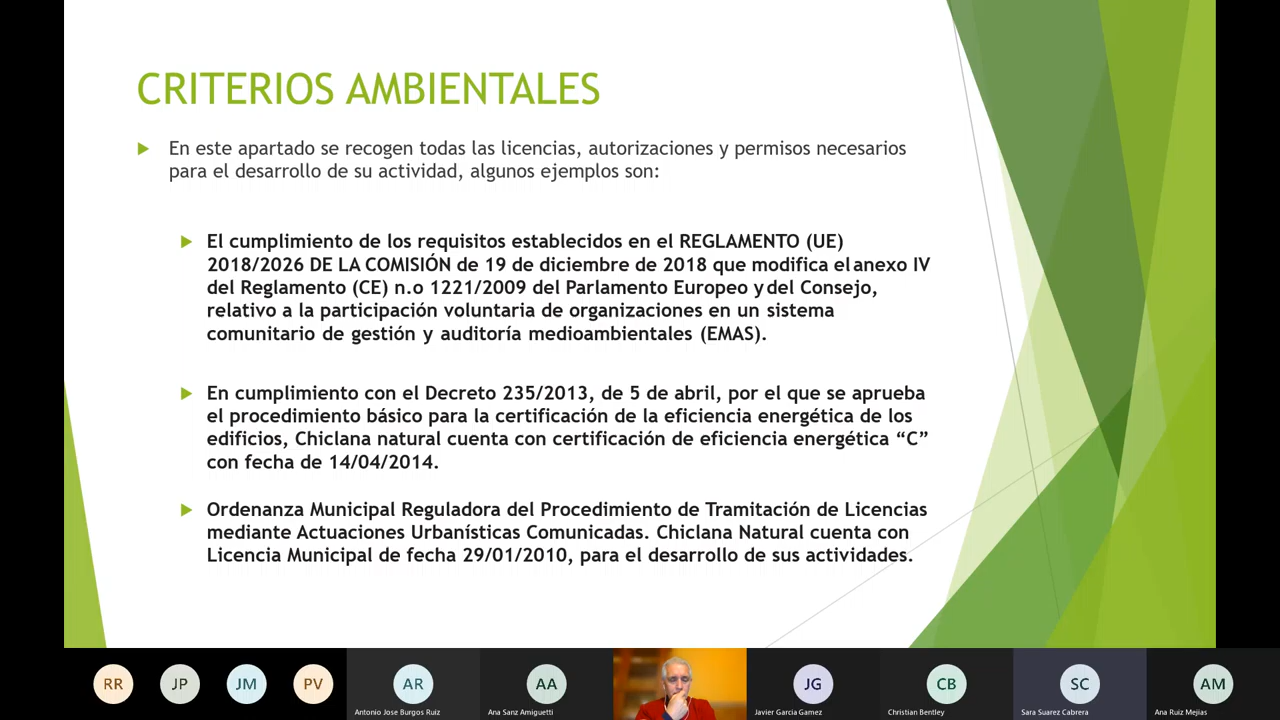 CRITERIOS AMBIENTALES
En este apartado se recogen todas las licencias, autorizaciones y permisos necesarios
para el desarrollo de su actividad, algunos ejemplos son:
El cumplimiento de los requisitos establecidos en el REGLAMENTO (UE)
2018/2026 DE LA COMISIÓN de 19 de diciembre de 2018 que modifica el anexo IV
del Reglamento (CE) n.o 1221/2009 del Parlamento Europeo y del Consejo,
relativo a la participación voluntaria de organizaciones en un sistema
comunitario de gestión y auditoría medioambientales (EMAS).
En cumplimiento con el Decreto 235/2013, de 5 de abril, por el que se aprueba
el procedimiento básico para la certificación de la eficiencia energética de los
edificios, Chiclana natural cuenta con certificación de eficiencia energética “C”
con fecha de 14/04/2014.
Ordenanza Municipal Reguladora del Procedimiento de Tramitación de Licencias
mediante Actuaciones Urbanísticas Comunicadas. Chiclana Natural cuenta con
Licencia Municipal de fecha 29/01/2010, para el desarrollo de sus actividades.
RR JP JM PV AR AA JG CB SC AM
Antonio Jose Burgos Ruiz Ana Sanz Amiguetti Javier Garcia Gamez Christian Bentley Sara Suarez Cabrera Ana Ruiz Mejias